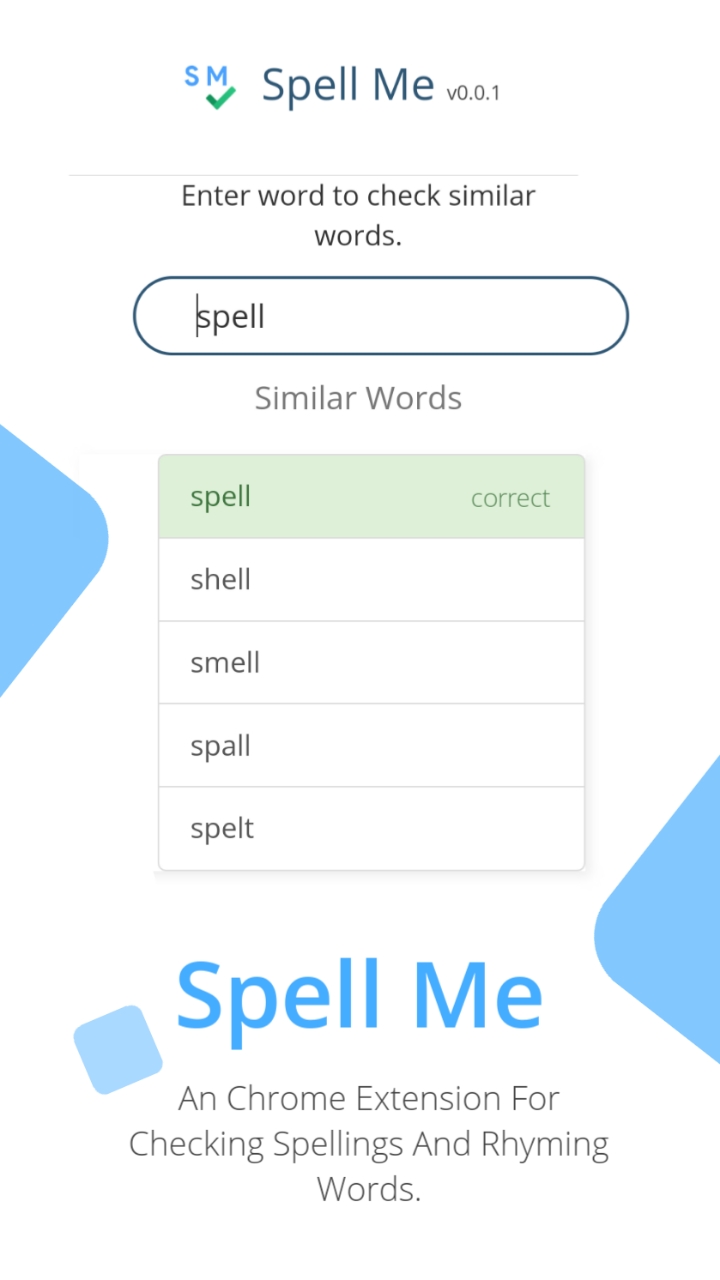 S M
Spell Me v0.0.1
Enter word to check similar
words.
spell
Similar Words
spell correct
shell
smell
spall
spelt
Spell Me
An Chrome Extension For
Checking Spellings And Rhyming
Words.